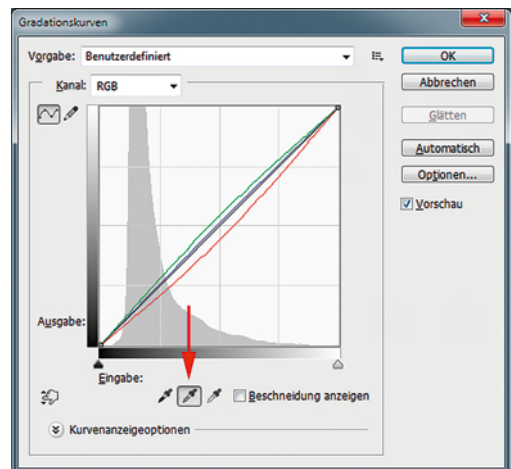 Gradationskurven
Vorgabe: Benutzerdefiniert
OK
Kanal: RGB
Abbrechen
Glätten
Automatisch
Optionen...
Vorschau
Ausgabe:
Eingabe:
Beschneidung anzeigen
Kurvenanzeigeoptionen